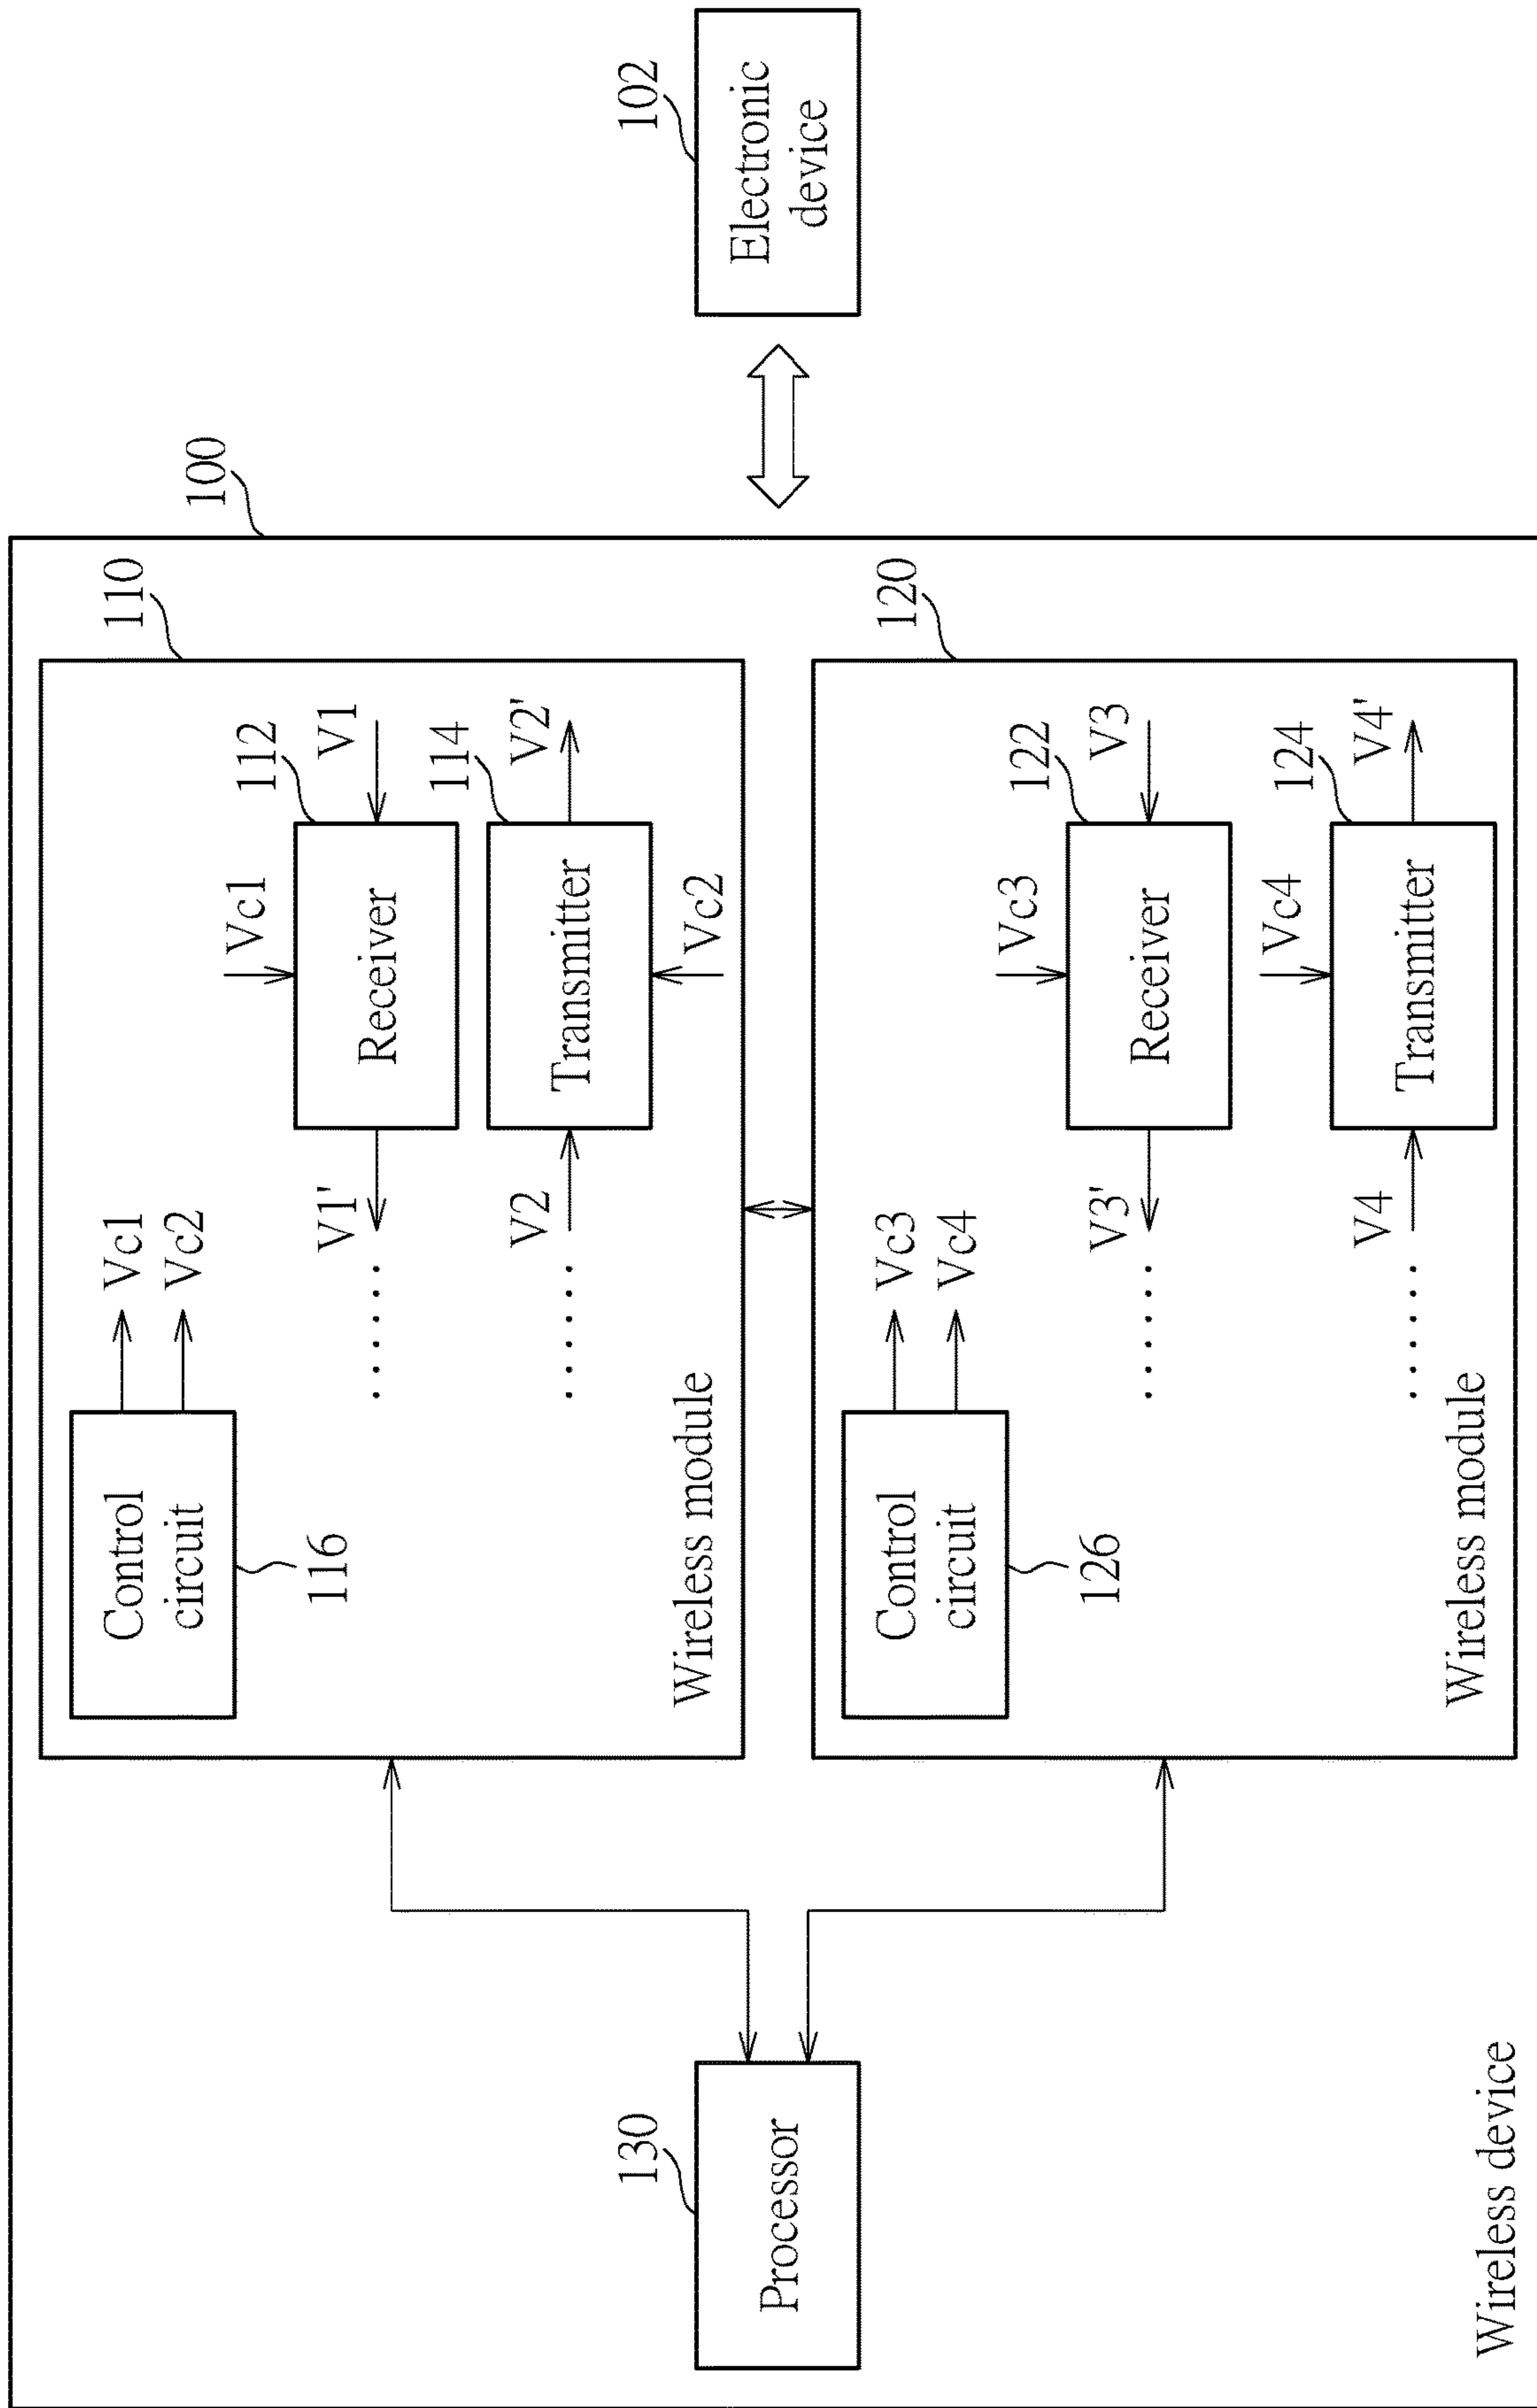 100
110
Control
circuit
116
Vc1
Vc2
Vc1
112
Receiver
V1
V1'
......
114
Transmitter
V2'
V2
......
Vc2
Wireless module
130
Processor
102
Electronic
device
120
Control
circuit
126
Vc3
Vc4
Vc3
122
Receiver
V3
V3'
......
Vc4
124
Transmitter
V4'
V4
......
Wireless module
Wireless device